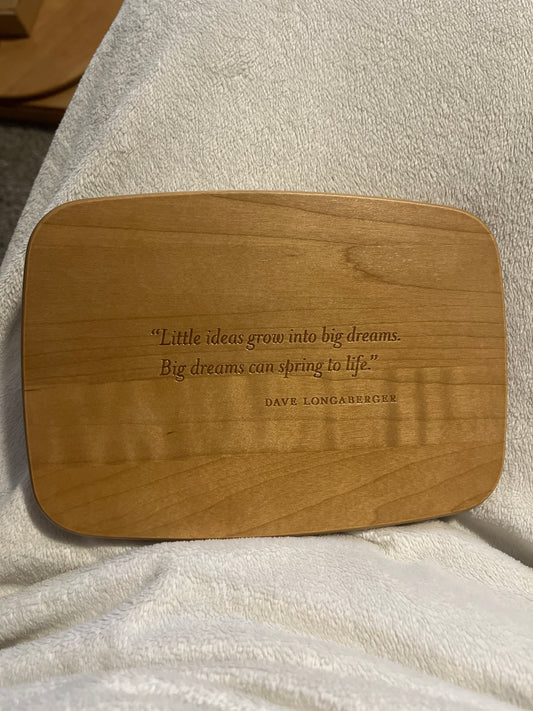 “Little ideas grow into big dreams.
Big dreams can spring to life.”
DAVE LONGABERGER